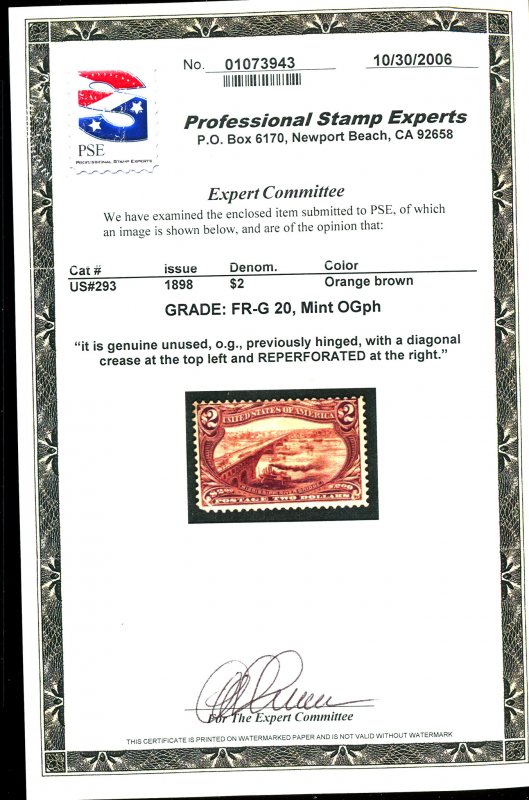 No. 01073943 10/30/2006
PSE
PROFESSIONAL STAMP EXPERTS
Professional Stamp Experts
P.O. Box 6170, Newport Beach, CA 92658
Expert Committee
We have examined the enclosed item submitted to PSE, of which
an image is shown below, and are of the opinion that:
Cat # issue Denom. Color
US#293 1898 $2 Orange brown
GRADE: FR-G 20, Mint OGph
“it is genuine unused, o.g., previously hinged, with a diagonal
crease at the top left and REPERFORATED at the right.”
2 2
UNITED STATES OF AMERICA
POSTAGE TWO DOLLARS
For The Expert Committee
THIS CERTIFICATE IS PRINTED ON WATERMARKED PAPER AND IS NOT VALID WITHOUT WATERMARK